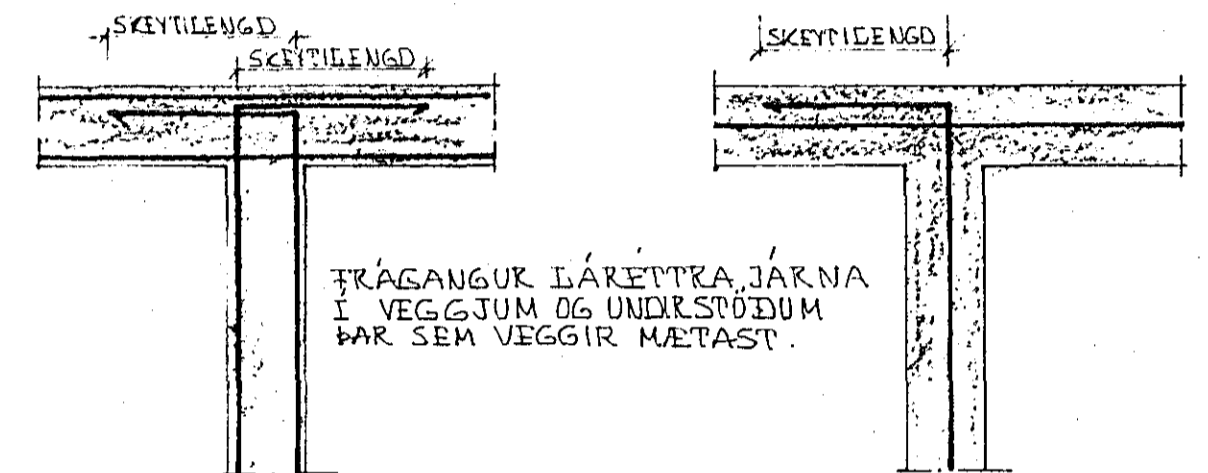 SKEYTILENGD
SKEYTILENGD
SKEYTILENGD
FRÁGANGUR LÁRÉTTRA JÁRNA
Í VEGGJUM OG UNDIRSTÖÐUM
ÞAR SEM VEGGIR MÆTAST.